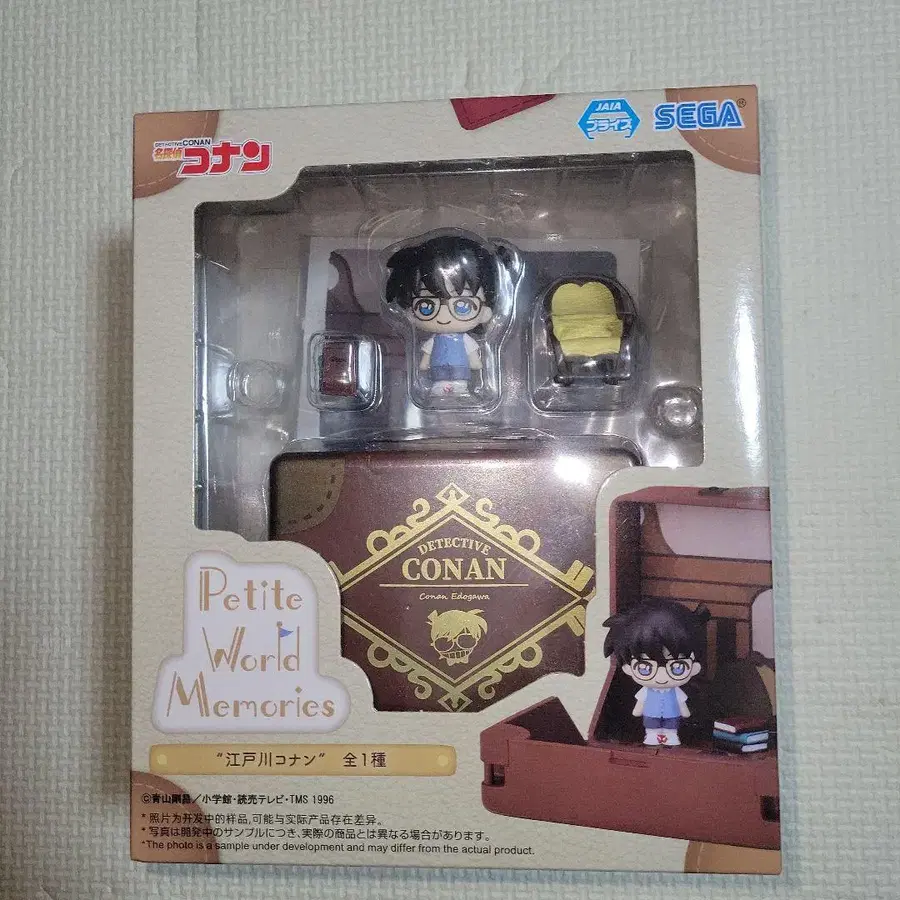 JAIA
プライズ
SEGA®
DETECTIVE CONAN
名探偵
コナン
DETECTIVE
CONAN
Conan Edogawa
Petite
World
Memories
“江戸川コナン” 全1種
©青山剛昌／小学館・読売テレビ・TMS 1996
* 照片为开发中的样品,可能与实际产品存在差异.
* 写真は開発中のサンプルにつき、実際の商品とは異なる場合があります。
*The photo is a sample under development and may differ from the actual product.